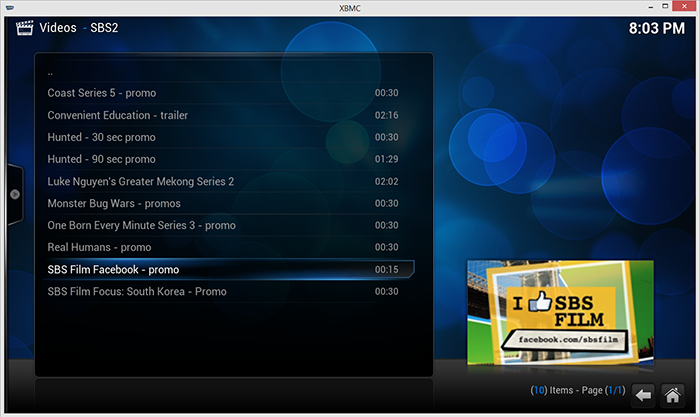 XBMC
Videos - SBS2
8:03 PM
..
Coast Series 5 - promo 00:30
Convenient Education - trailer 02:16
Hunted - 30 sec promo 00:30
Hunted - 90 sec promo 01:29
Luke Nguyen's Greater Mekong Series 2 02:02
Monster Bug Wars - promos 00:30
One Born Every Minute Series 3 - promo 00:30
Real Humans - promo 00:30
SBS Film Facebook - promo 00:15
SBS Film Focus: South Korea - Promo 00:30
I SBS
FILM
facebook.com/sbsfilm
(10) Items - Page (1/1)